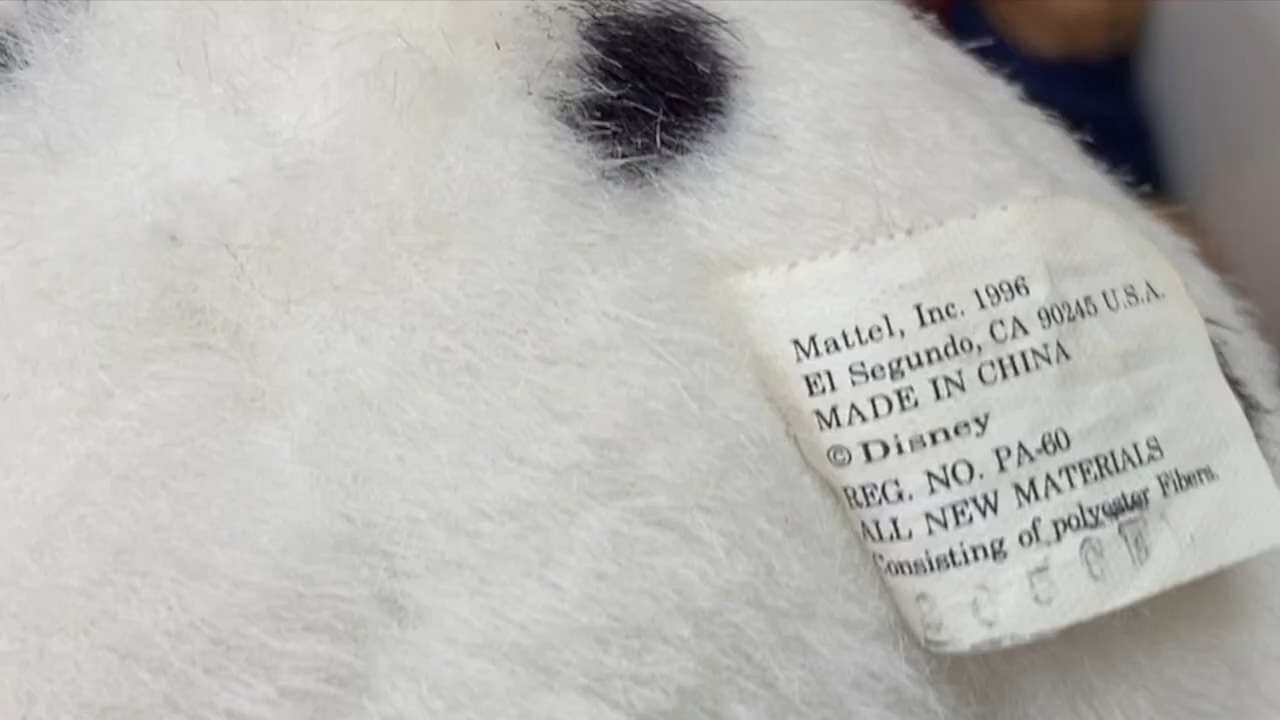 Mattel, Inc. 1996
El Segundo, CA 90245 U.S.A.
MADE IN CHINA
© Disney
REG. NO. PA-60
ALL NEW MATERIALS
Consisting of polyester Fibers.